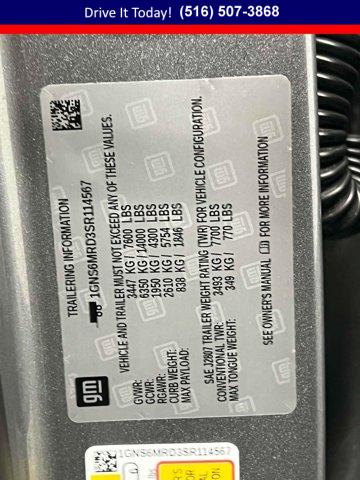 Drive It Today! (516) 507-3868
TRAILERING INFORMATION
1GNS6MRD3SR114567
VEHICLE AND TRAILER MUST NOT EXCEED ANY OF THESE VALUES.
GVWR: 3447 KG / 7600 LBS
GCWR: 6350 KG / 14000 LBS
RGAWR: 1950 KG / 4300 LBS
CURB WEIGHT: 2610 KG / 5754 LBS
MAX PAYLOAD: 838 KG / 1846 LBS
SAE J2807 TRAILER WEIGHT RATING (TWR) FOR VEHICLE CONFIGURATION.
CONVENTIONAL TWR: 3493 KG / 7700 LBS
MAX TONGUE WEIGHT: 349 KG / 770 LBS
SEE OWNER'S MANUAL FOR MORE INFORMATION
gm
1GNS6MRD3SR114567